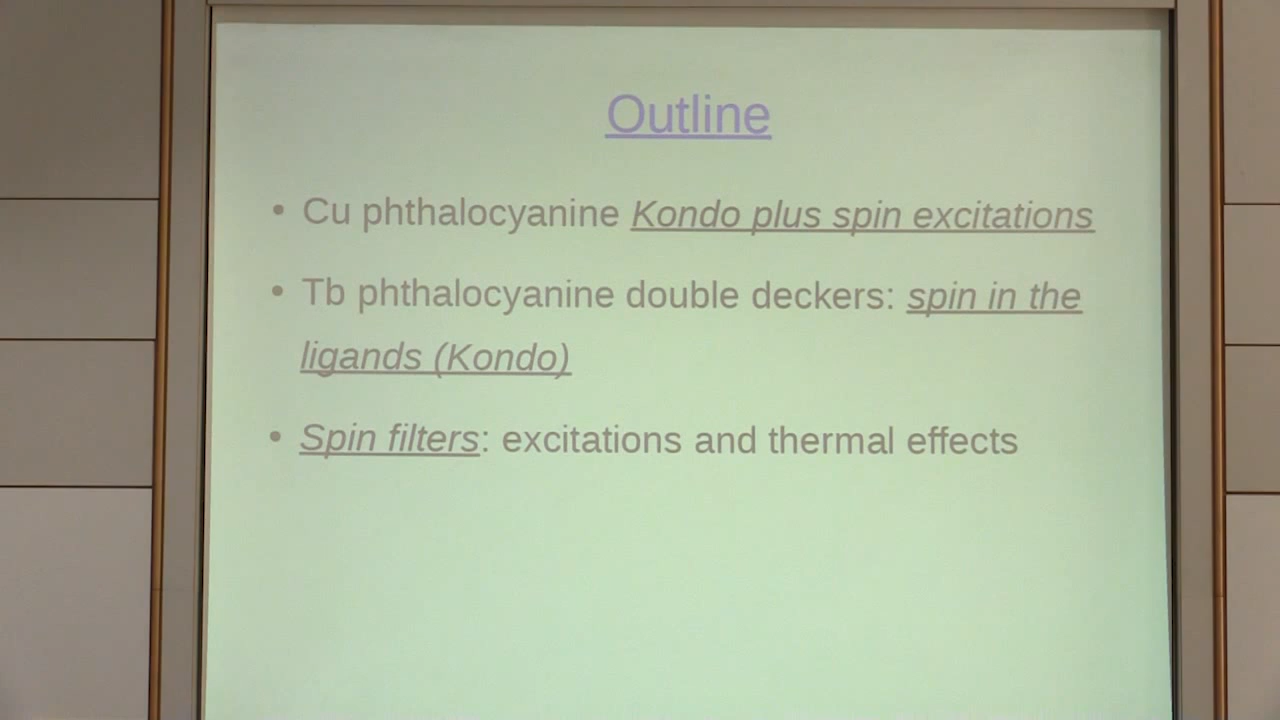 Outline
• Cu phthalocyanine Kondo plus spin excitations
• Tb phthalocyanine double deckers: spin in the
ligands (Kondo)
• Spin filters: excitations and thermal effects